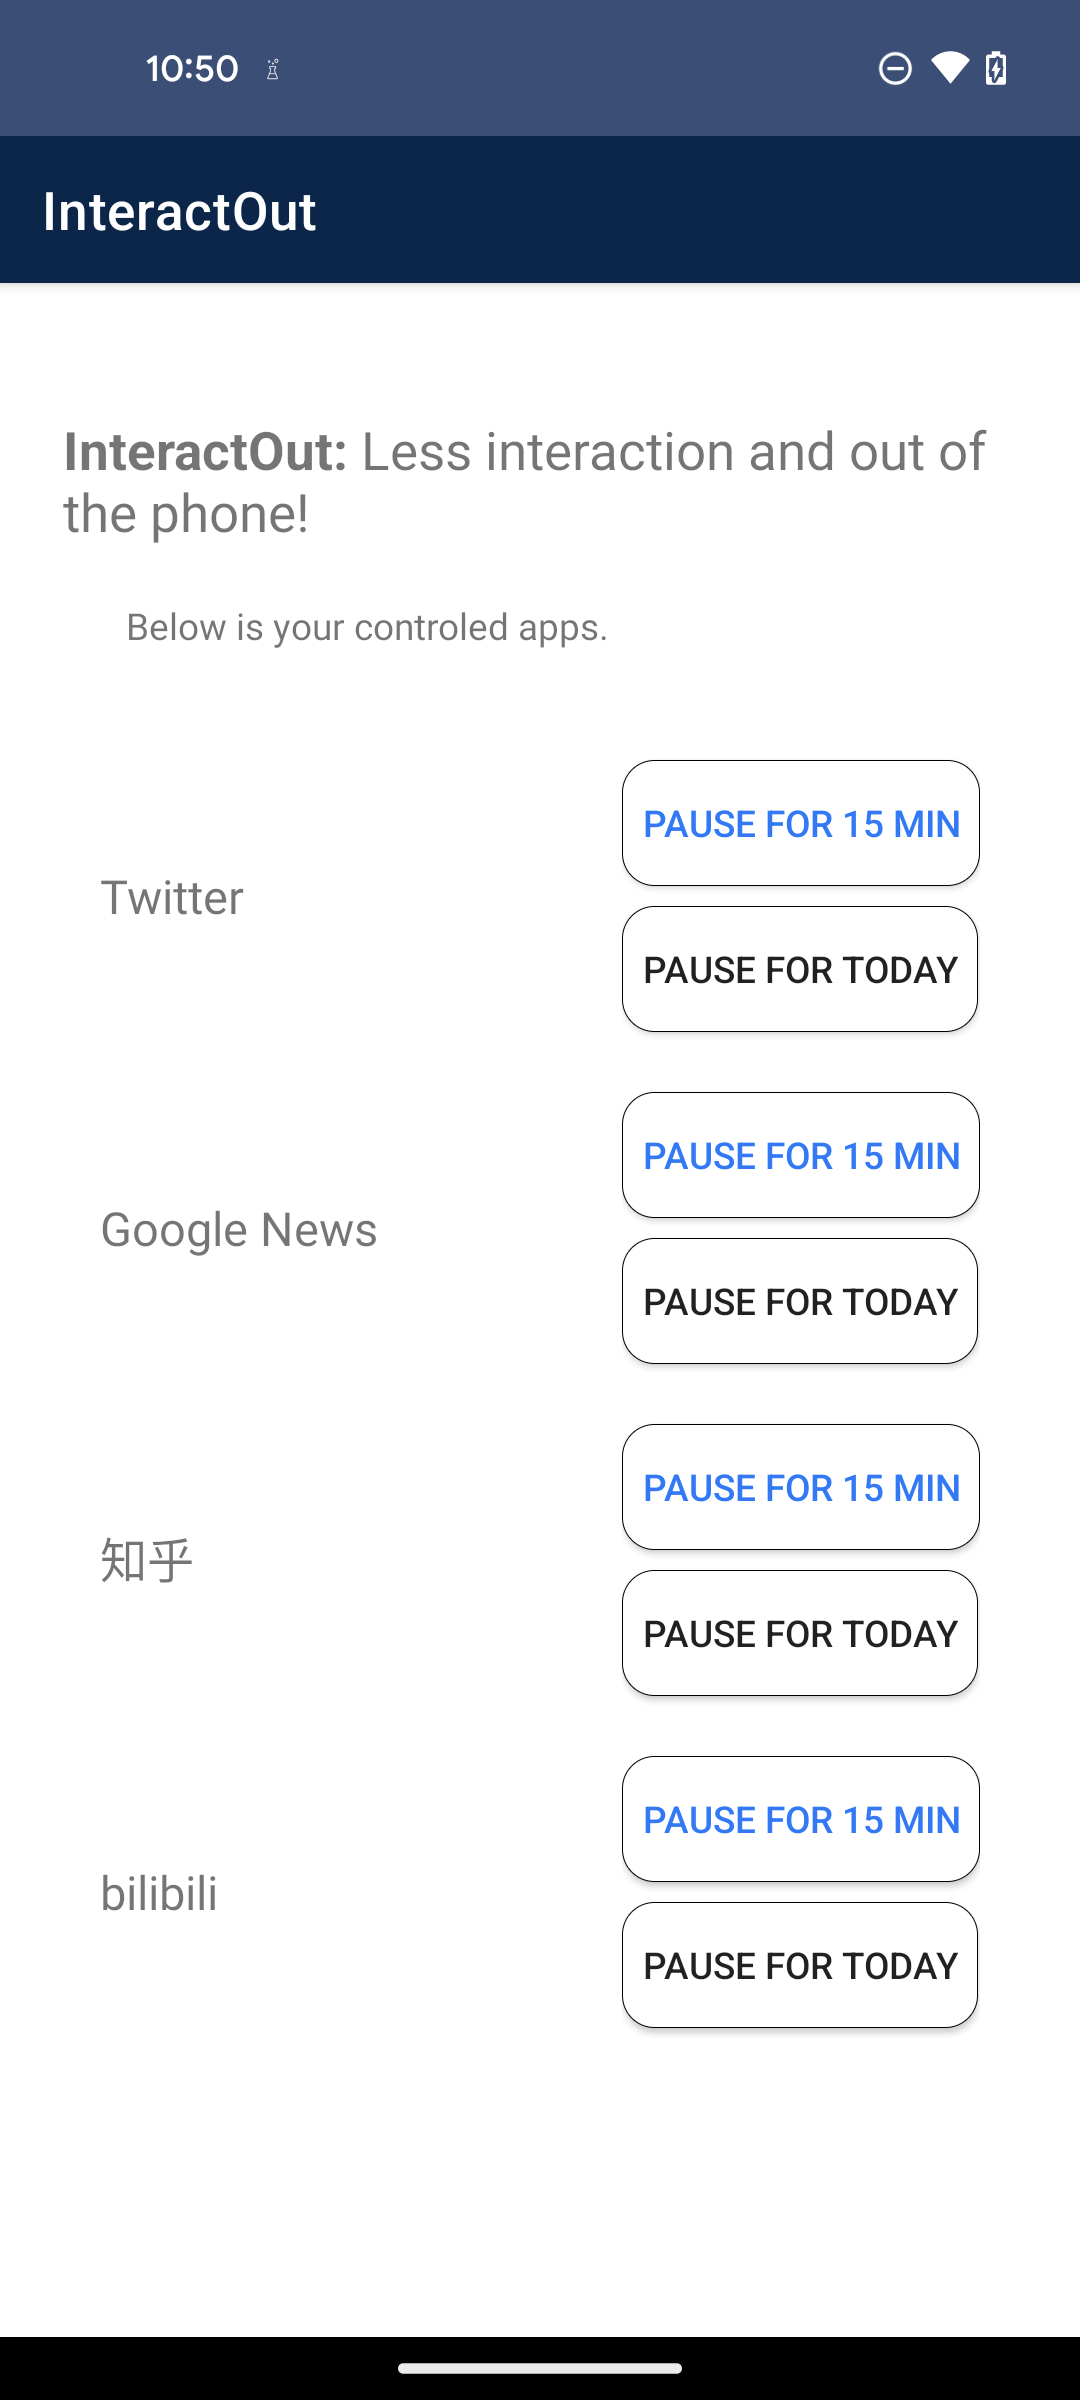 10:50
InteractOut
InteractOut: Less interaction and out of
the phone!
Below is your controled apps.
PAUSE FOR 15 MIN
Twitter
PAUSE FOR TODAY
PAUSE FOR 15 MIN
Google News
PAUSE FOR TODAY
PAUSE FOR 15 MIN
知乎
PAUSE FOR TODAY
PAUSE FOR 15 MIN
bilibili
PAUSE FOR TODAY